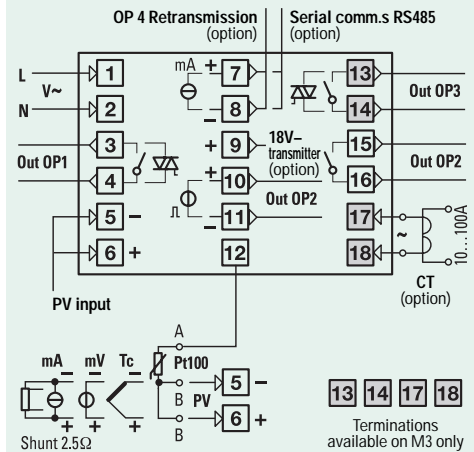 OP 4 Retransmission
(option)
Serial comm.s RS485
(option)
L
V~
N
1
2
mA
+
7
8
−
13
14
Out OP3
Out OP1
3
4
+
9
18V−
transmitter
(option)
15
16
Out OP2
+
10
11
−
Out OP2
5
−
6
+
12
17
18
~
10...100A
CT
(option)
PV input
A
Pt100
B
PV
B
5
−
6
+
mA
mV
Tc
−
−
−
+
+
+
Shunt 2.5Ω
13
14
17
18
Terminations
available on M3 only